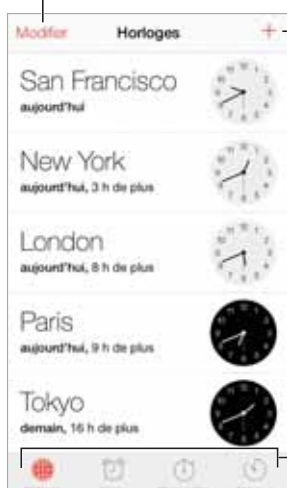 Modifier Horloges +
San Francisco
aujourd'hui
New York
aujourd'hui, 3 h de plus
London
aujourd'hui, 8 h de plus
Paris
aujourd'hui, 9 h de plus
Tokyo
demain, 16 h de plus